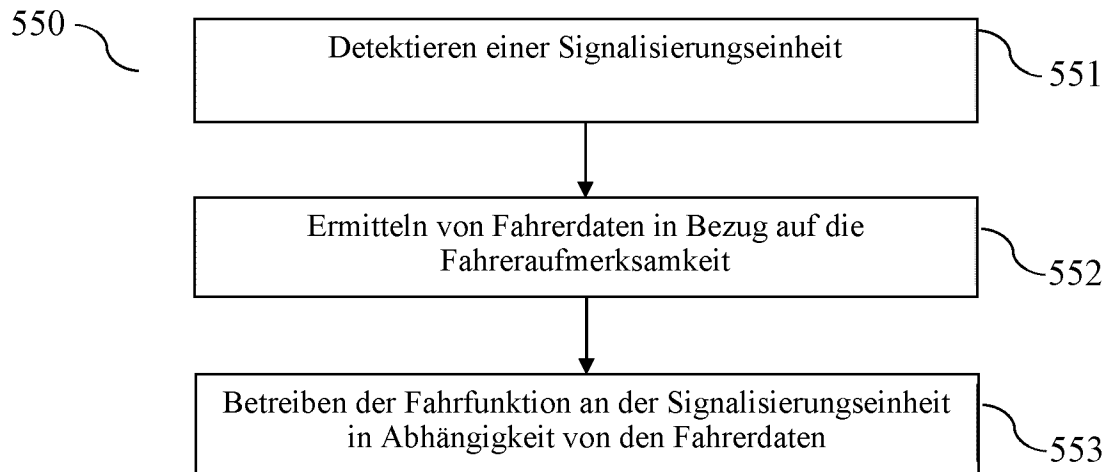 550
Detektieren einer Signalisierungseinheit
551
Ermitteln von Fahrerdaten in Bezug auf die
Fahreraufmerksamkeit
552
Betreiben der Fahrfunktion an der Signalisierungseinheit
in Abhängigkeit von den Fahrerdaten
553